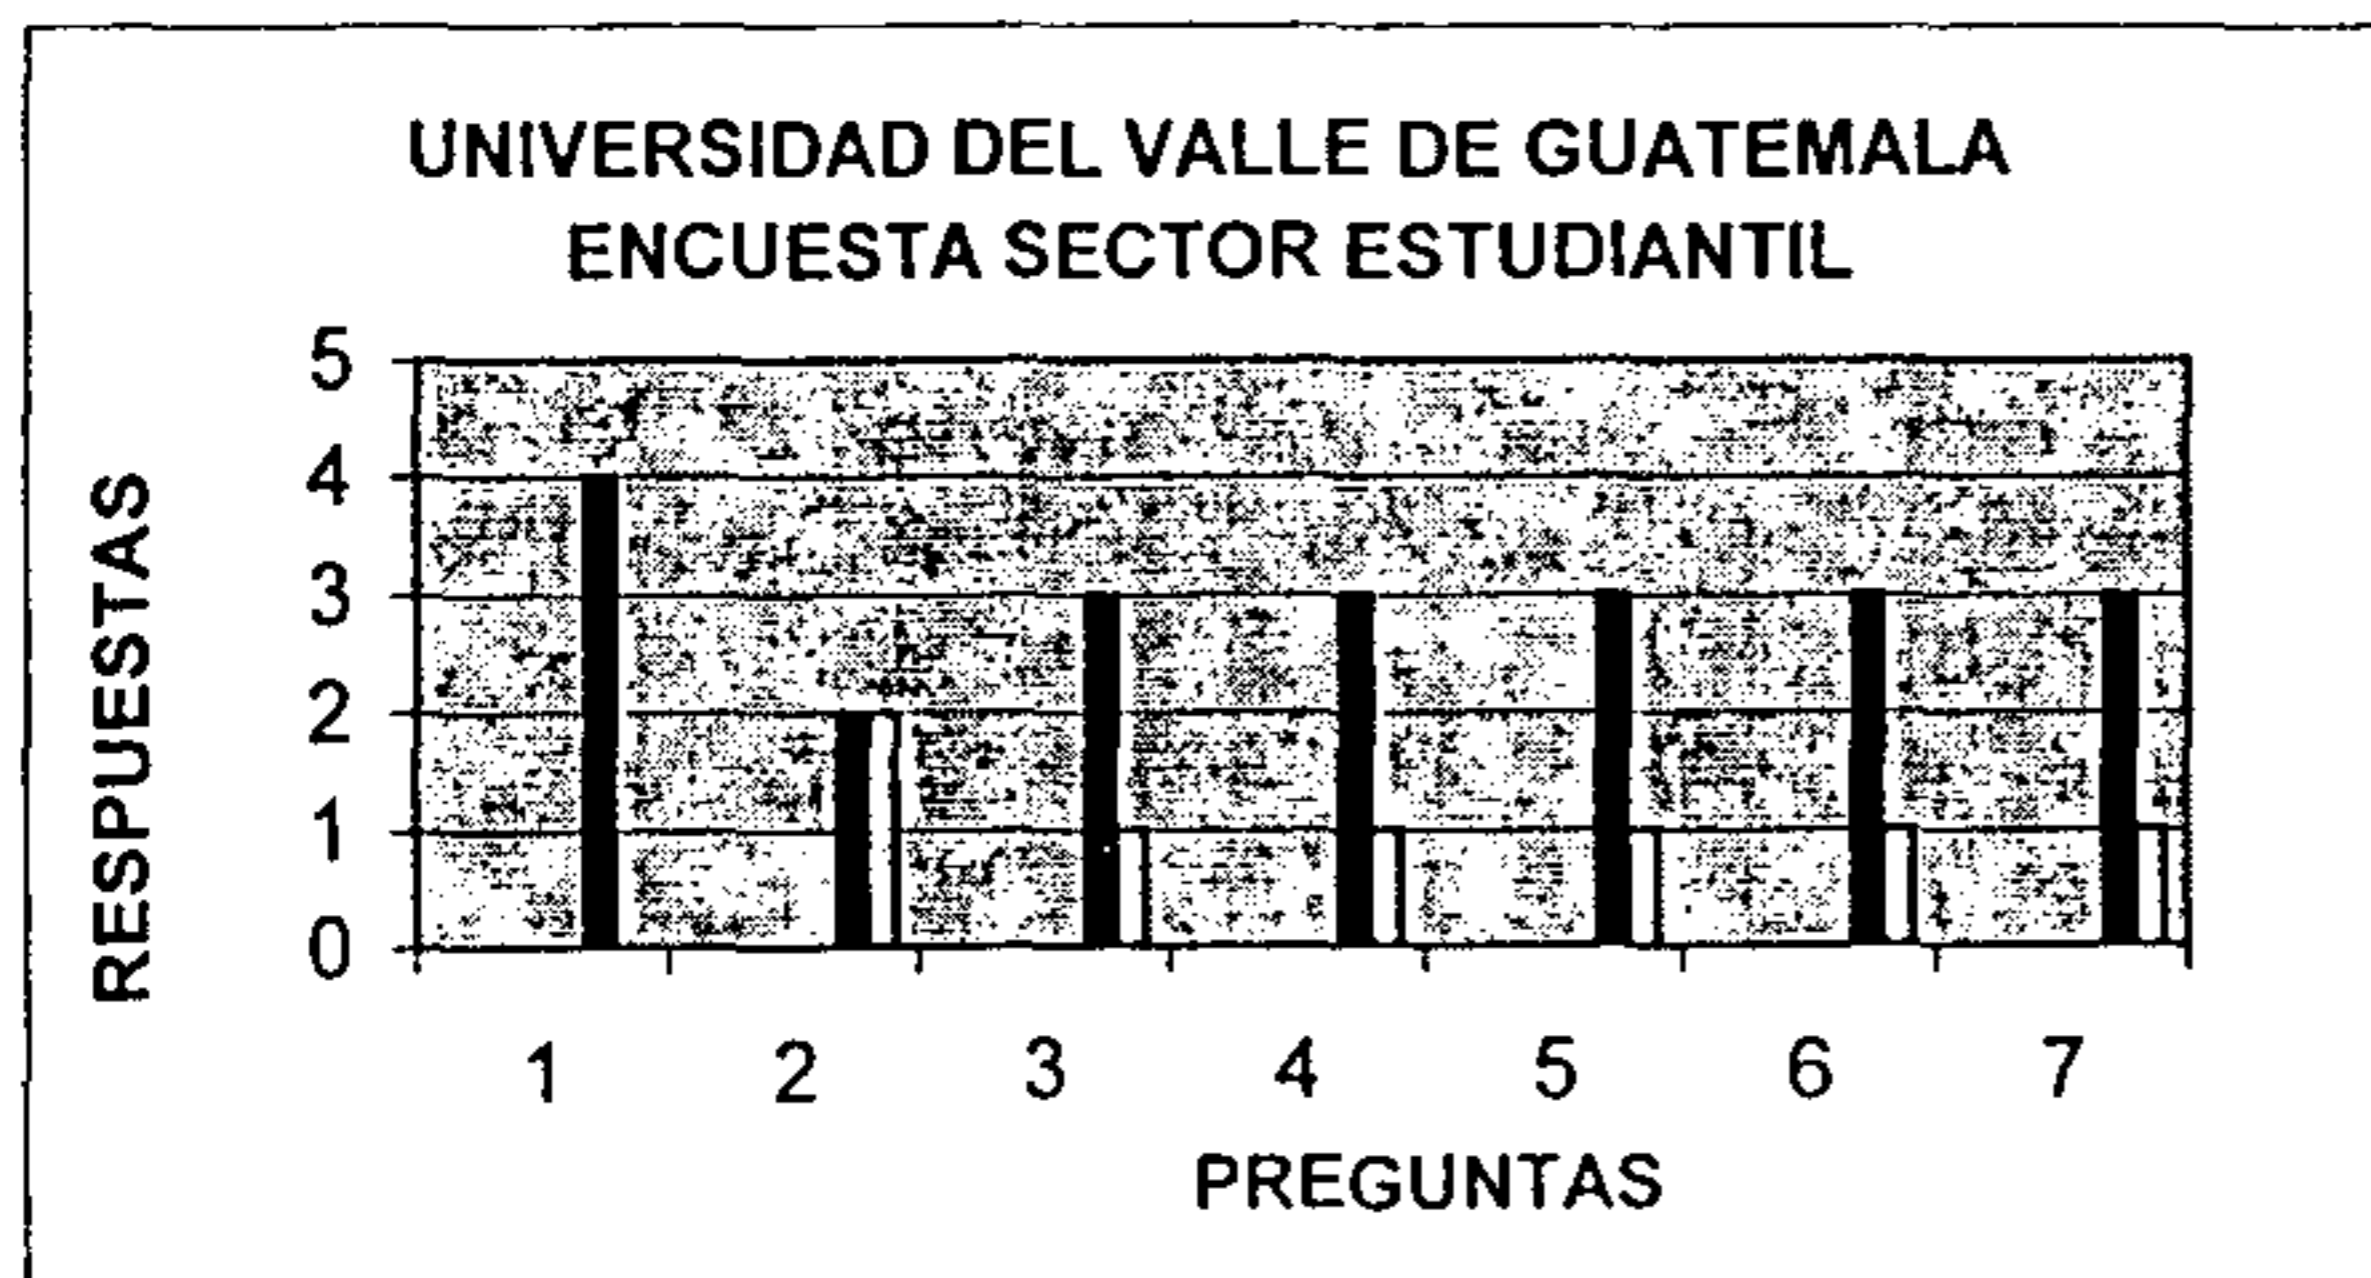 UNIVERSIDAD DEL VALLE DE GUATEMALA
ENCUESTA SECTOR ESTUDIANTIL
RESPUESTAS
5
4
3
2
1
0
1 2 3 4 5 6 7
PREGUNTAS